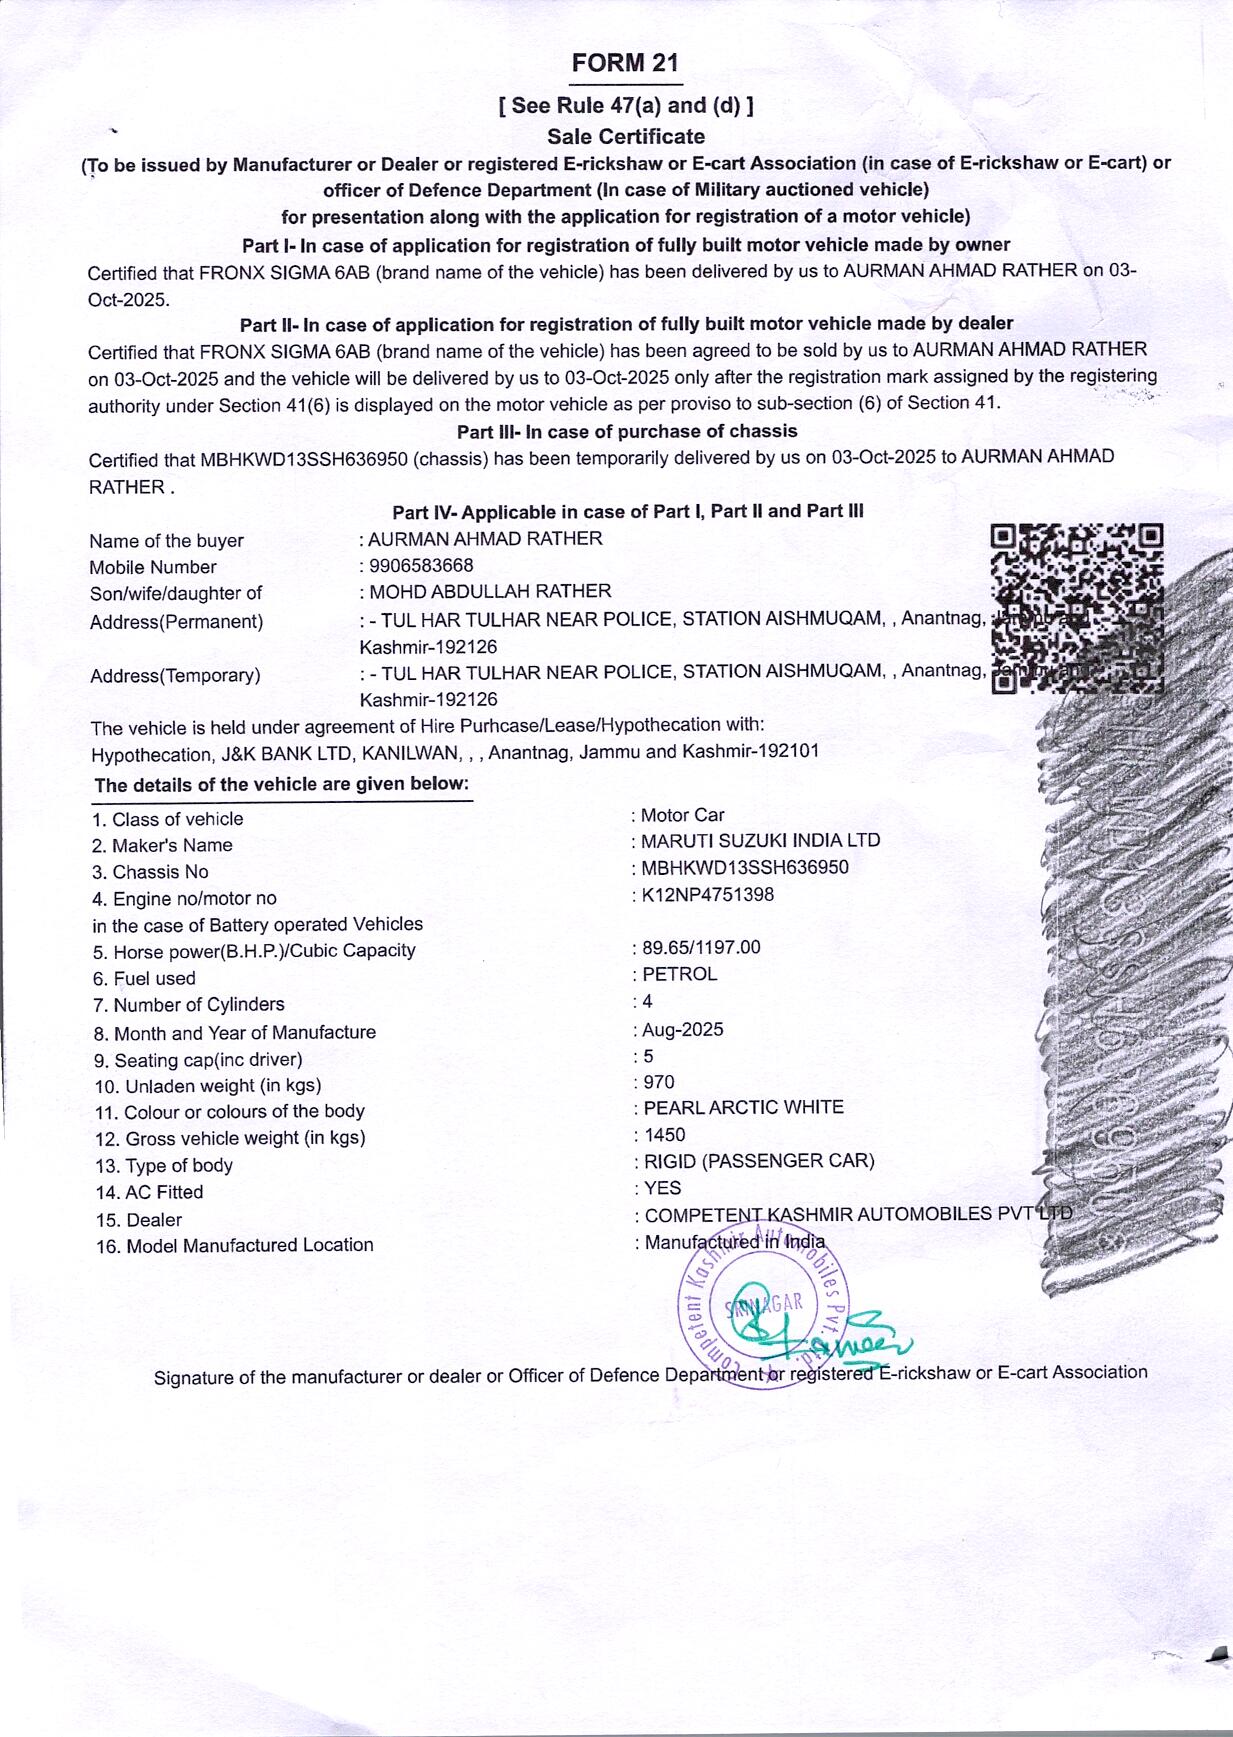 FORM 21
[ See Rule 47(a) and (d) ]
Sale Certificate
(To be issued by Manufacturer or Dealer or registered E-rickshaw or E-cart Association (in case of E-rickshaw or E-cart) or
officer of Defence Department (In case of Military auctioned vehicle)
for presentation along with the application for registration of a motor vehicle)
Part I- In case of application for registration of fully built motor vehicle made by owner
Certified that FRONX SIGMA 6AB (brand name of the vehicle) has been delivered by us to AURMAN AHMAD RATHER on 03-
Oct-2025.
Part II- In case of application for registration of fully built motor vehicle made by dealer
Certified that FRONX SIGMA 6AB (brand name of the vehicle) has been agreed to be sold by us to AURMAN AHMAD RATHER
on 03-Oct-2025 and the vehicle will be delivered by us to 03-Oct-2025 only after the registration mark assigned by the registering
authority under Section 41(6) is displayed on the motor vehicle as per proviso to sub-section (6) of Section 41.
Part III- In case of purchase of chassis
Certified that MBHKWD13SSH636950 (chassis) has been temporarily delivered by us on 03-Oct-2025 to AURMAN AHMAD
RATHER .
Part IV- Applicable in case of Part I, Part II and Part III
Name of the buyer : AURMAN AHMAD RATHER
Mobile Number : 9906583668
Son/wife/daughter of : MOHD ABDULLAH RATHER
Address(Permanent) : - TUL HAR TULHAR NEAR POLICE, STATION AISHMUQAM, , Anantnag, Jammu and
Kashmir-192126
Address(Temporary) : - TUL HAR TULHAR NEAR POLICE, STATION AISHMUQAM, , Anantnag, Jammu and
Kashmir-192126
The vehicle is held under agreement of Hire Purhcase/Lease/Hypothecation with:
Hypothecation, J&K BANK LTD, KANILWAN, , , Anantnag, Jammu and Kashmir-192101
The details of the vehicle are given below:
1. Class of vehicle : Motor Car
2. Maker's Name : MARUTI SUZUKI INDIA LTD
3. Chassis No : MBHKWD13SSH636950
4. Engine no/motor no : K12NP4751398
in the case of Battery operated Vehicles
5. Horse power(B.H.P.)/Cubic Capacity : 89.65/1197.00
6. Fuel used : PETROL
7. Number of Cylinders : 4
8. Month and Year of Manufacture : Aug-2025
9. Seating cap(inc driver) : 5
10. Unladen weight (in kgs) : 970
11. Colour or colours of the body : PEARL ARCTIC WHITE
12. Gross vehicle weight (in kgs) : 1450
13. Type of body : RIGID (PASSENGER CAR)
14. AC Fitted : YES
15. Dealer : COMPETENT KASHMIR AUTOMOBILES PVT LTD
16. Model Manufactured Location : Manufactured in India
Competent Kashmir Automobiles Pvt. Ltd.
SRINAGAR
Signature of the manufacturer or dealer or Officer of Defence Department or registered E-rickshaw or E-cart Association